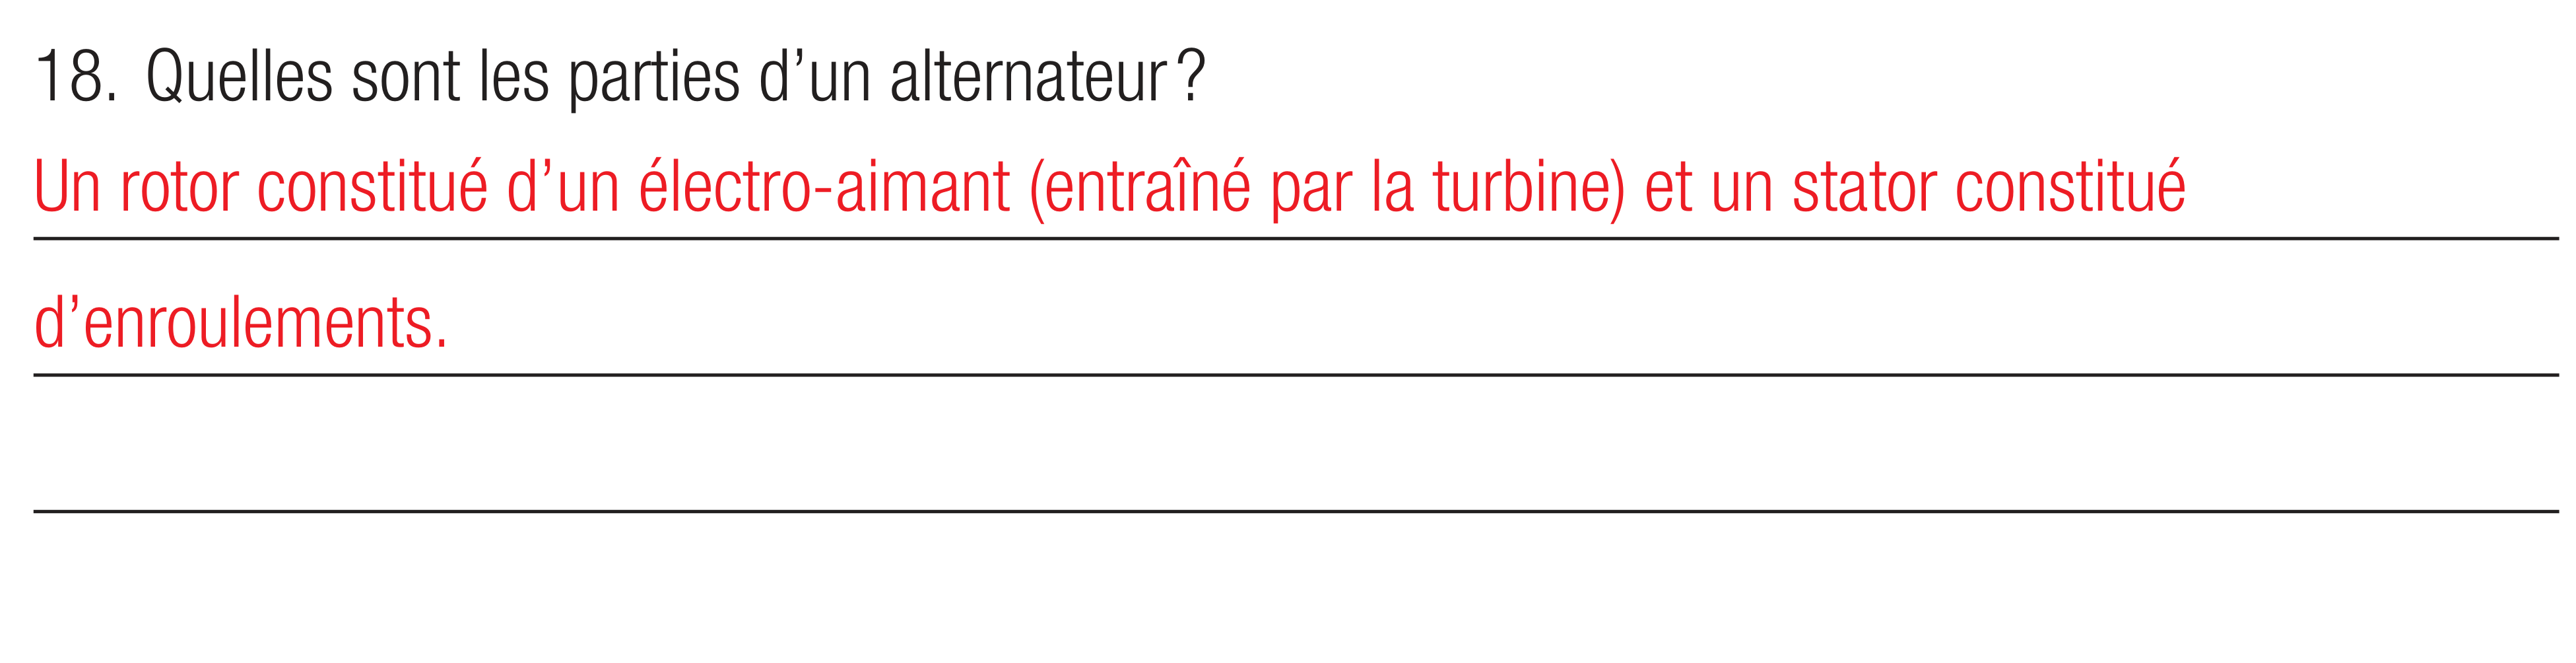 18. Quelles sont les parties d’un alternateur ?
Un rotor constitué d’un électro-aimant (entraîné par la turbine) et un stator constitué
d’enroulements.